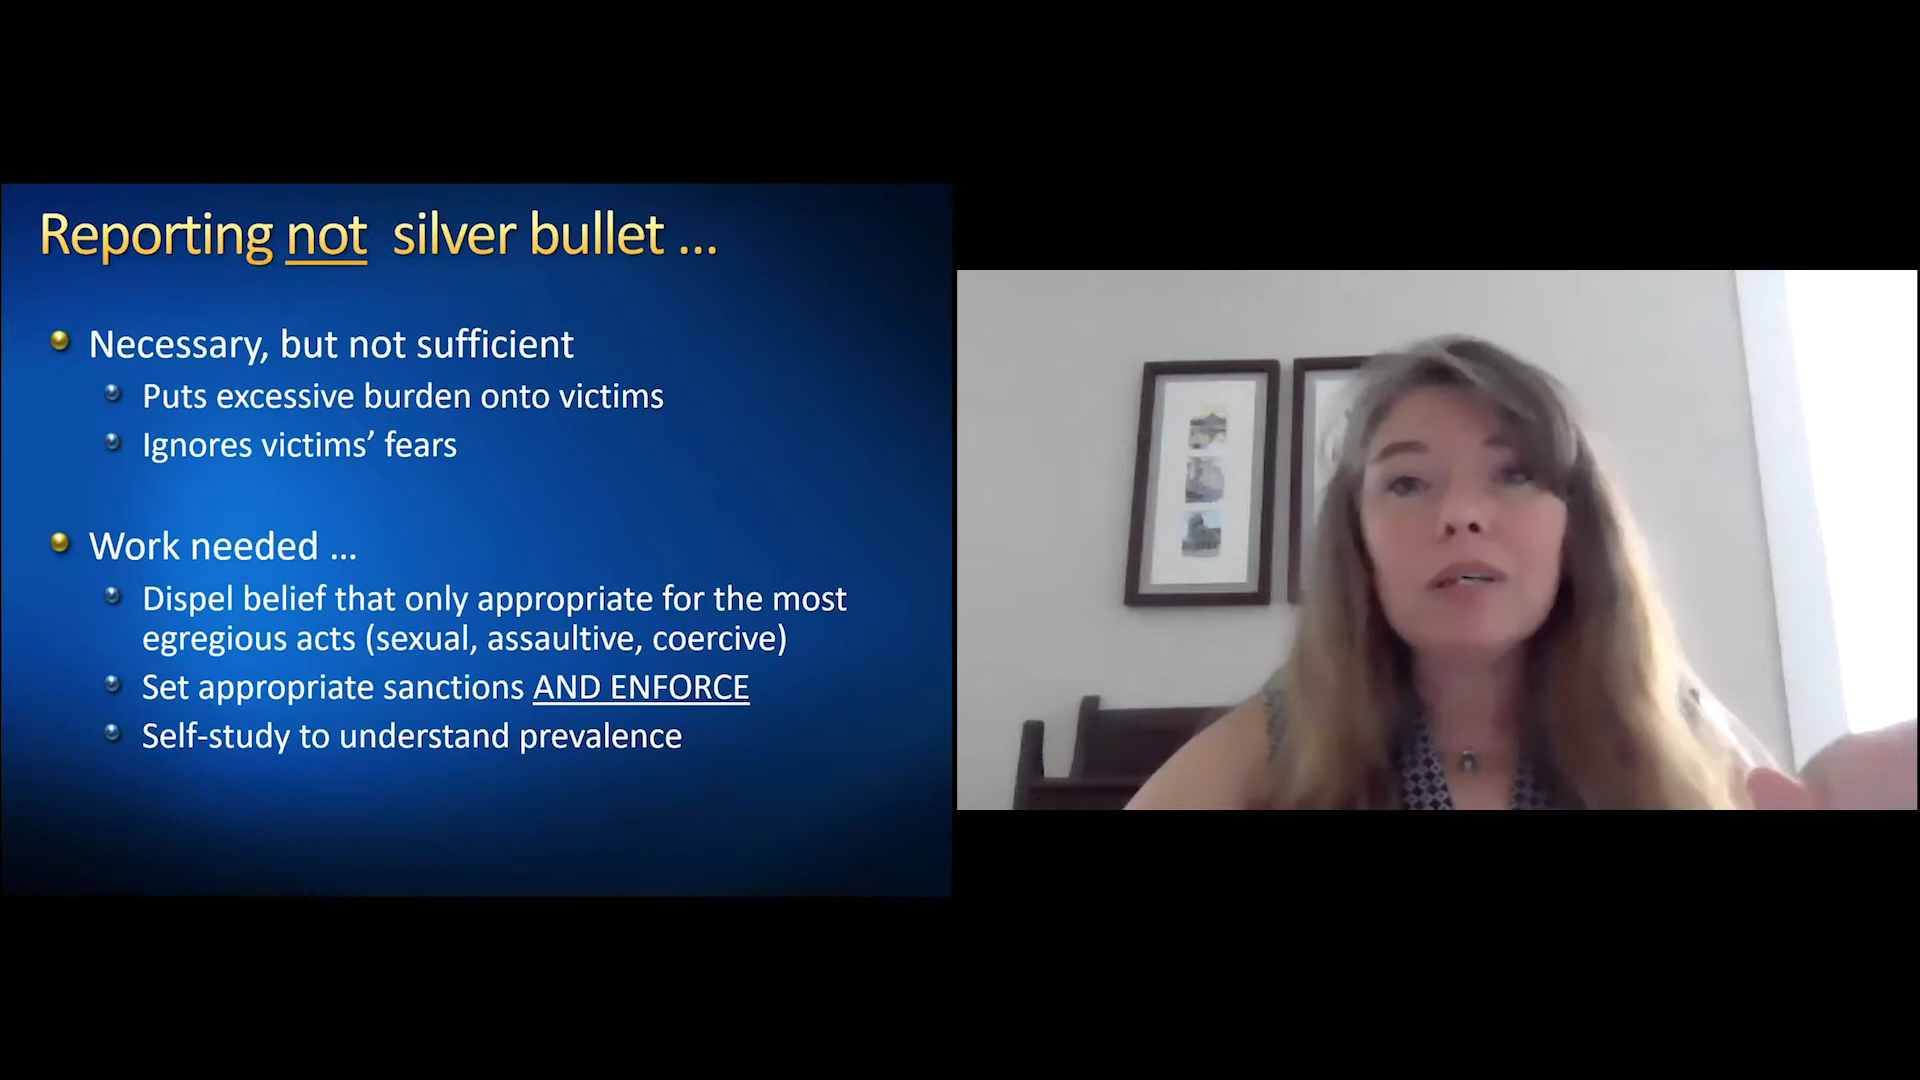 Reporting not silver bullet ...
Necessary, but not sufficient
Puts excessive burden onto victims
Ignores victims’ fears
Work needed ...
Dispel belief that only appropriate for the most
egregious acts (sexual, assaultive, coercive)
Set appropriate sanctions AND ENFORCE
Self-study to understand prevalence